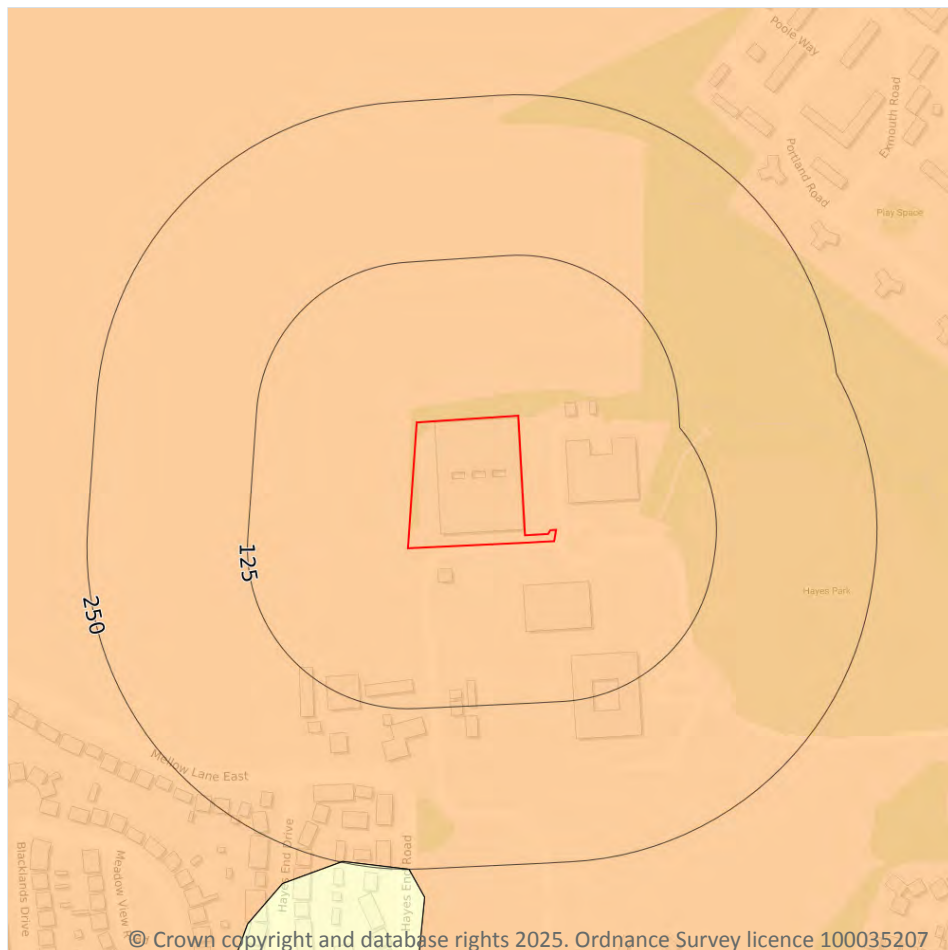 Poole Way
Exmouth Road
Portland Road
Play Space
125
250
Hayes Park
Mellow Lane East
Hayes End Drive
Hayes End Road
Blacklands Drive
Meadow View
© Crown copyright and database rights 2025. Ordnance Survey licence 100035207